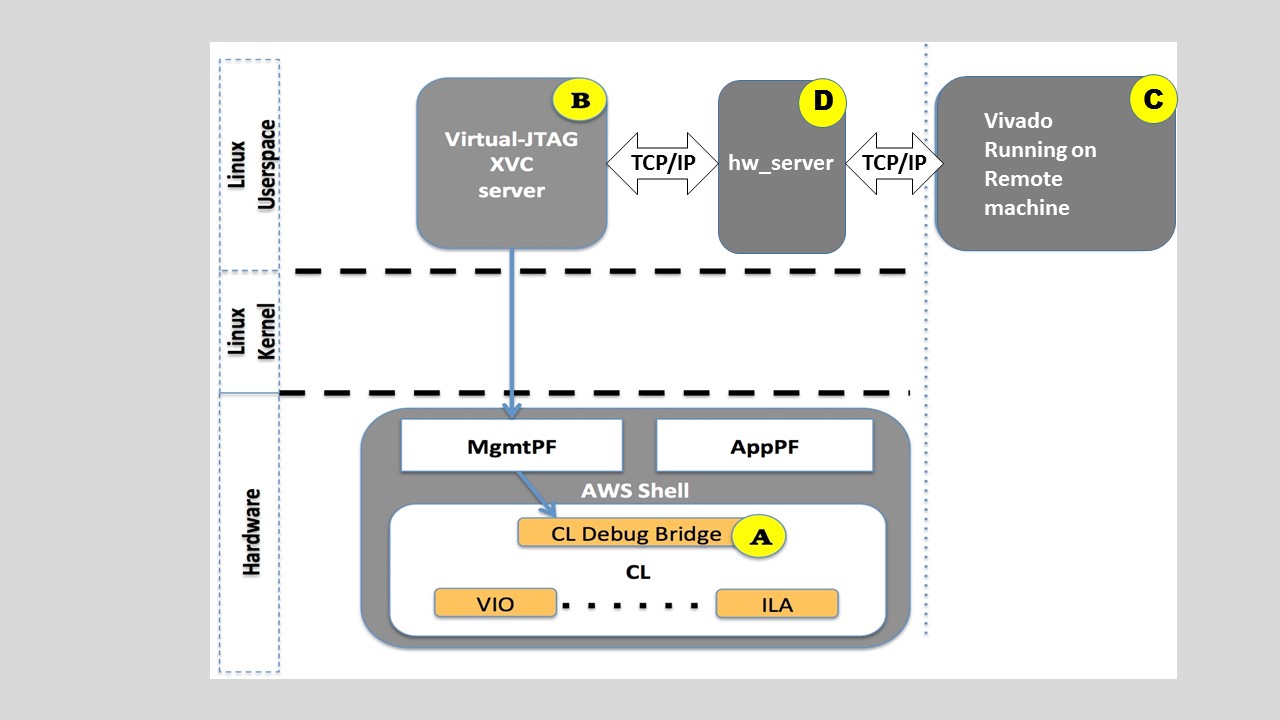 Linux
Userspace
B
Virtual-JTAG
XVC
server
TCP/IP
D
hw_server
TCP/IP
C
Vivado
Running on
Remote
machine
Linux
Kernel
Hardware
MgmtPF
AppPF
AWS Shell
CL Debug Bridge
A
CL
VIO
ILA